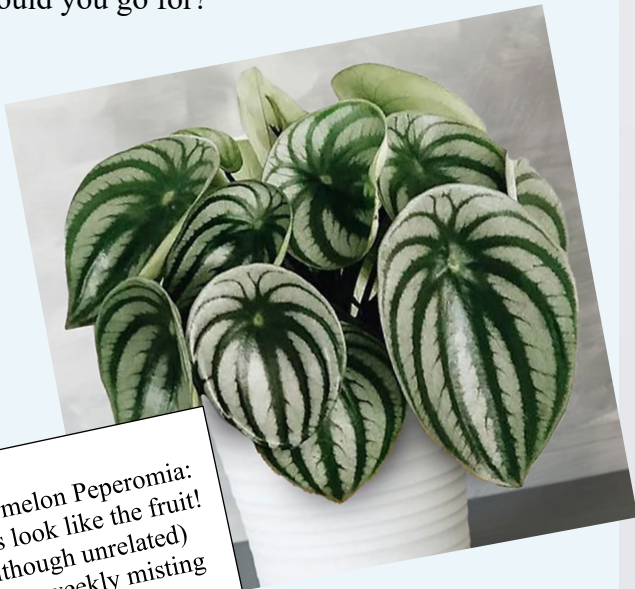 ould you go for?
melon Peperomia:
s look like the fruit!
though unrelated)
weekly misting